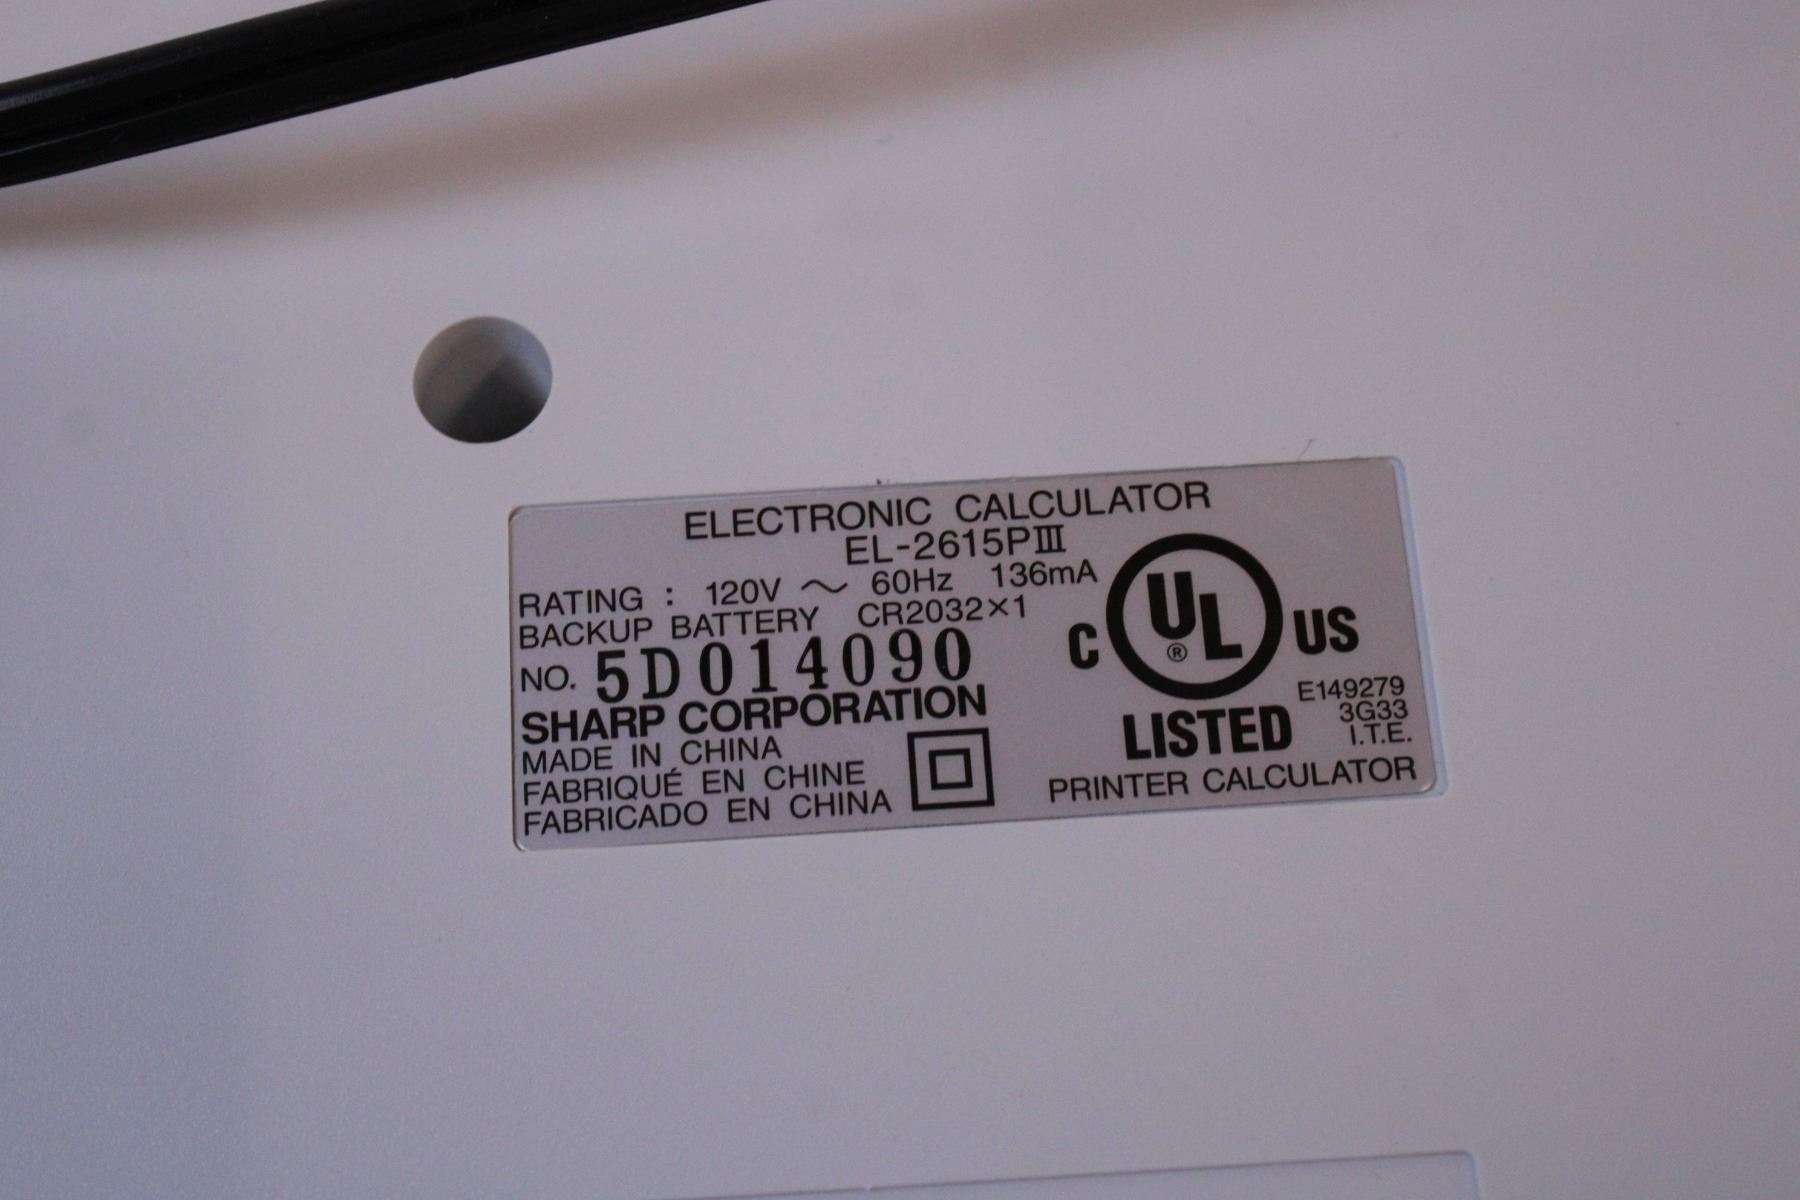 ELECTRONIC CALCULATOR
EL-2615PⅢ
RATING : 120V ～ 60Hz 136mA
BACKUP BATTERY CR2032×1
NO. 5D014090
SHARP CORPORATION
MADE IN CHINA
FABRIQUÉ EN CHINE
FABRICADO EN CHINA
C UL ® US
LISTED
E149279
3G33
I.T.E.
PRINTER CALCULATOR